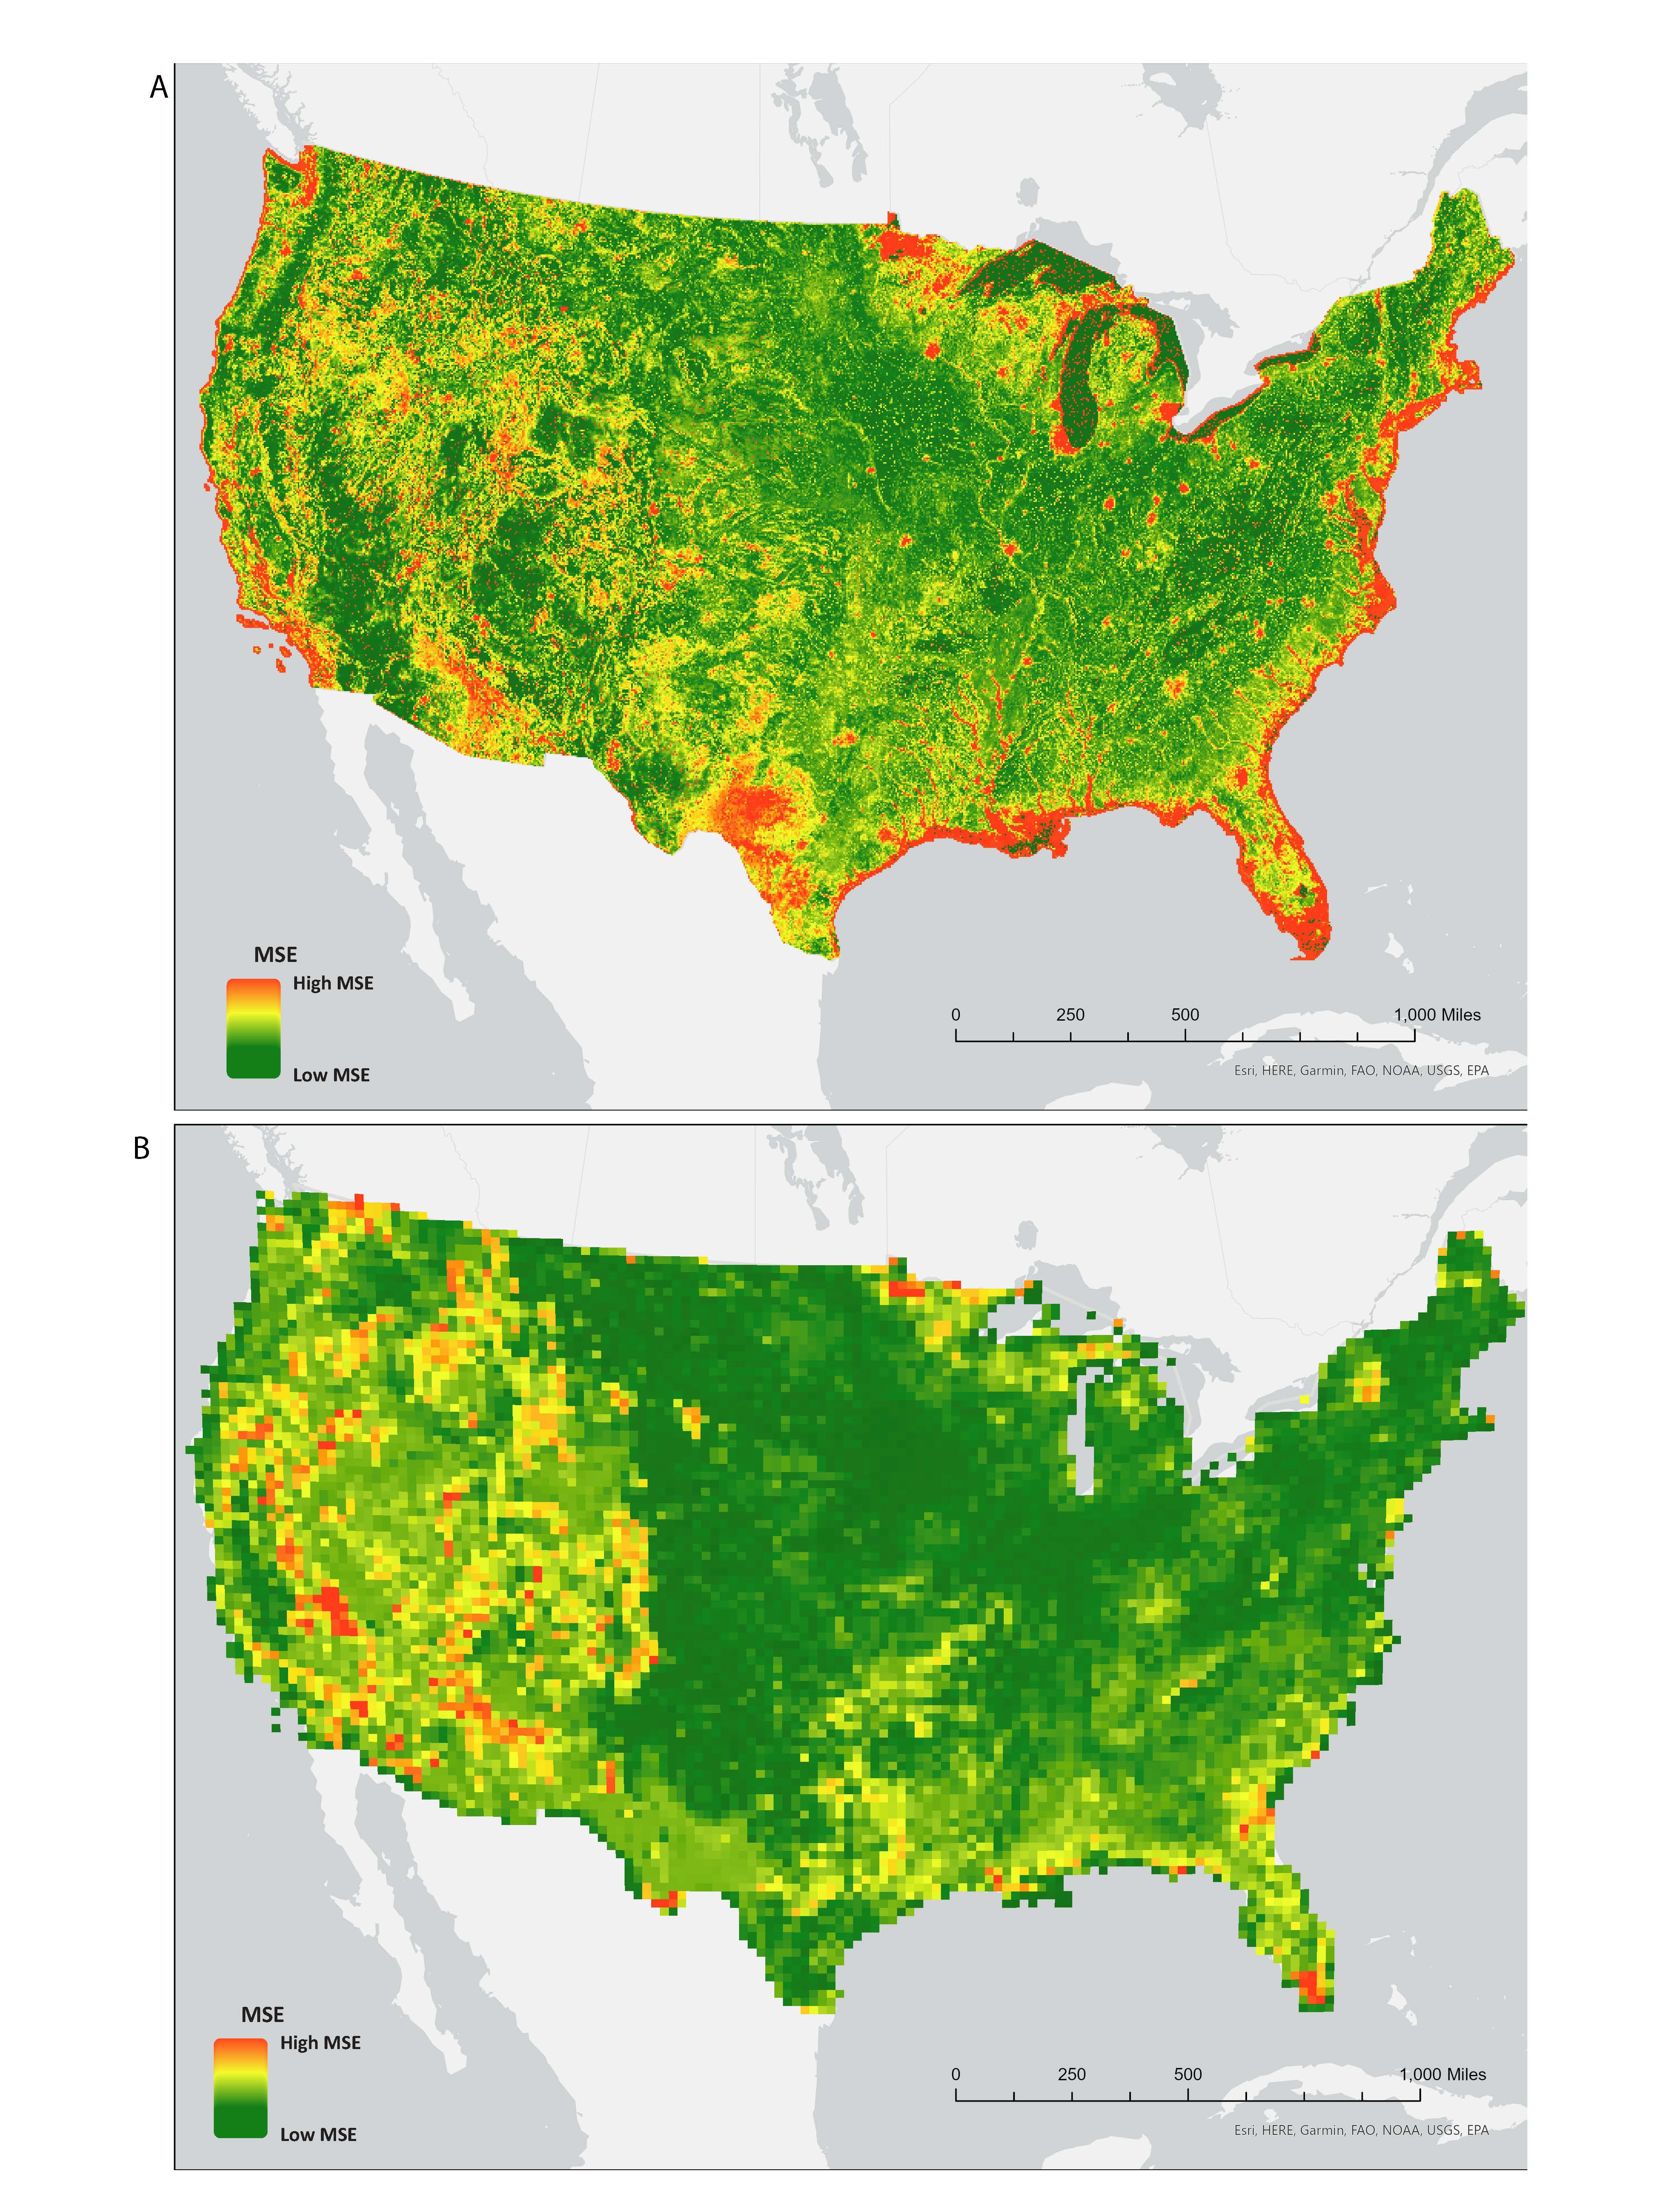 A
MSE
High MSE
Low MSE
0 250 500 1,000 Miles
Esri, HERE, Garmin, FAO, NOAA, USGS, EPA
B
MSE
High MSE
Low MSE
0 250 500 1,000 Miles
Esri, HERE, Garmin, FAO, NOAA, USGS, EPA